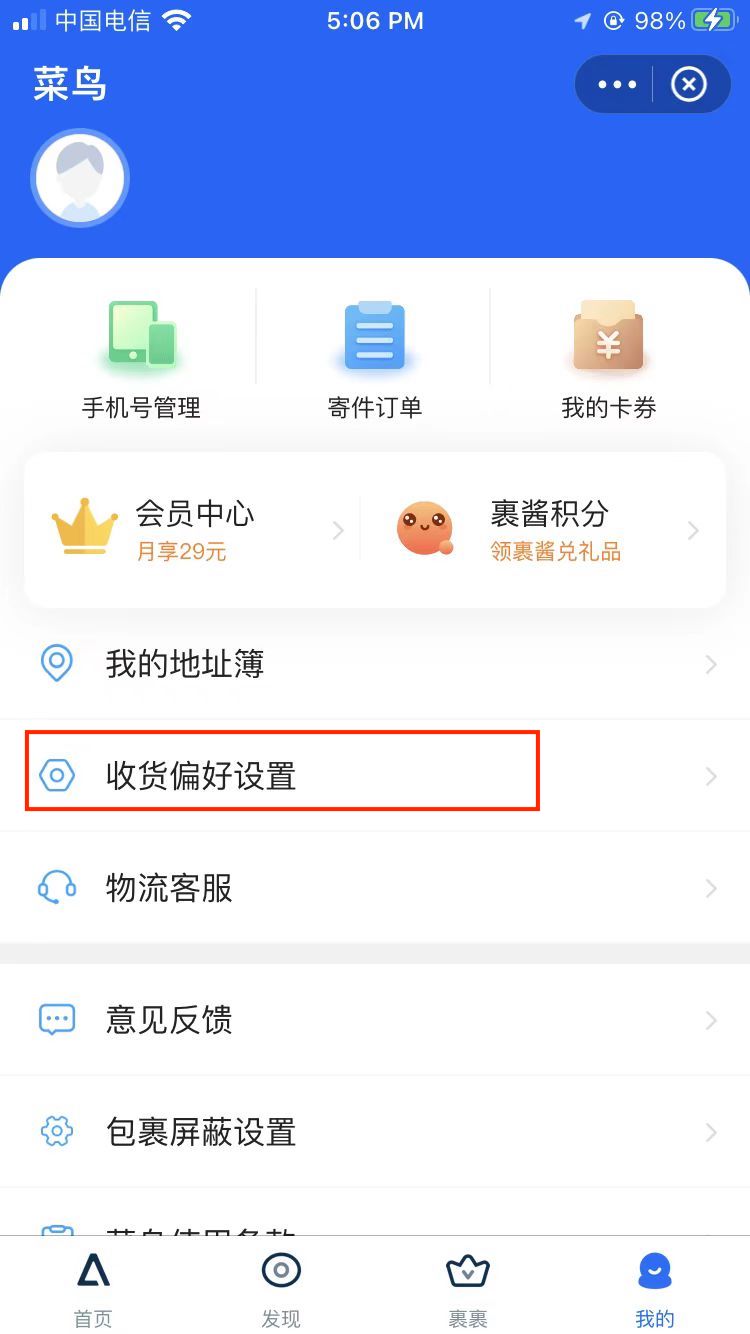 中国电信
5:06 PM
98%
菜鸟
手机号管理
寄件订单
我的卡券
会员中心
月享29元
裹酱积分
领裹酱兑礼品
我的地址簿
收货偏好设置
物流客服
意见反馈
包裹屏蔽设置
首页
发现
裹裹
我的